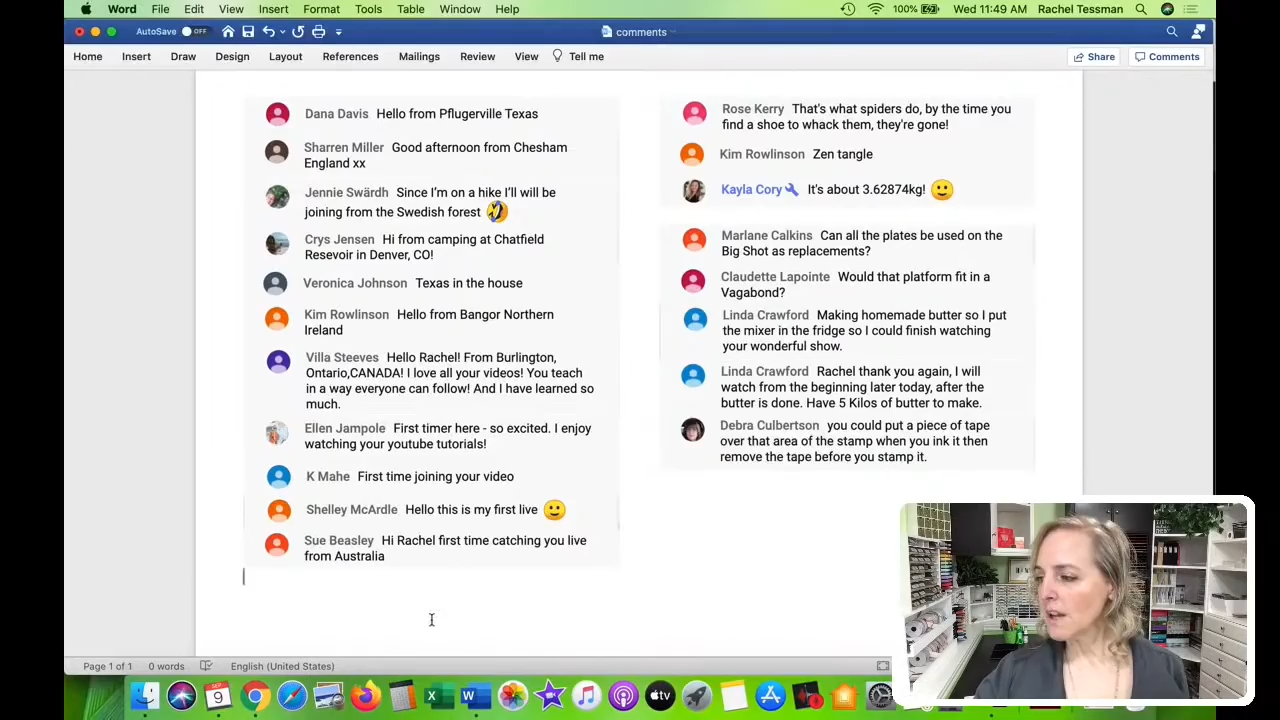 Word File Edit View Insert Format Tools Table Window Help 100% Wed 11:49 AM Rachel Tessman
AutoSave OFF comments
Home Insert Draw Design Layout References Mailings Review View Tell me Share Comments
Dana Davis Hello from Pflugerville Texas
Sharren Miller Good afternoon from Chesham
England xx
Jennie Swärdh Since I'm on a hike I'll will be
joining from the Swedish forest
Crys Jensen Hi from camping at Chatfield
Resevoir in Denver, CO!
Veronica Johnson Texas in the house
Kim Rowlinson Hello from Bangor Northern
Ireland
Villa Steeves Hello Rachel! From Burlington,
Ontario,CANADA! I love all your videos! You teach
in a way everyone can follow! And I have learned so
much.
Ellen Jampole First timer here - so excited. I enjoy
watching your youtube tutorials!
K Mahe First time joining your video
Shelley McArdle Hello this is my first live
Sue Beasley Hi Rachel first time catching you live
from Australia
Rose Kerry That's what spiders do, by the time you
find a shoe to whack them, they're gone!
Kim Rowlinson Zen tangle
Kayla Cory It's about 3.62874kg!
Marlane Calkins Can all the plates be used on the
Big Shot as replacements?
Claudette Lapointe Would that platform fit in a
Vagabond?
Linda Crawford Making homemade butter so I put
the mixer in the fridge so I could finish watching
your wonderful show.
Linda Crawford Rachel thank you again, I will
watch from the beginning later today, after the
butter is done. Have 5 Kilos of butter to make.
Debra Culbertson you could put a piece of tape
over that area of the stamp when you ink it then
remove the tape before you stamp it.
Page 1 of 1 0 words English (United States)
SEP
9
tv